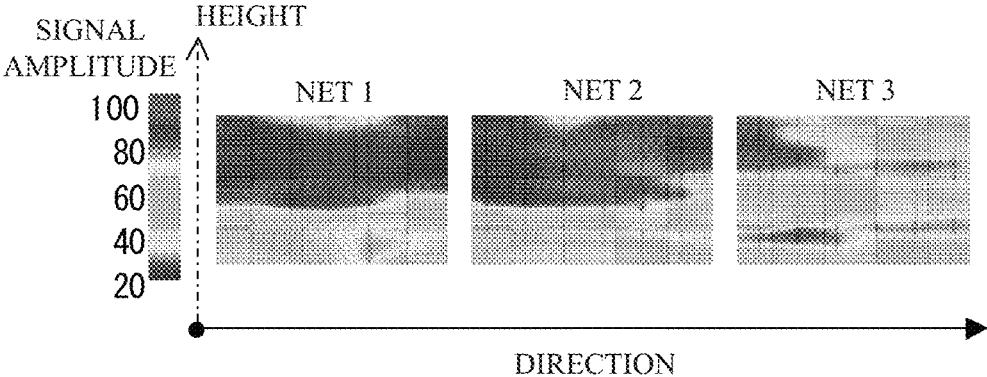 HEIGHT
SIGNAL
AMPLITUDE
NET 1
NET 2
NET 3
100
80
60
40
20
DIRECTION